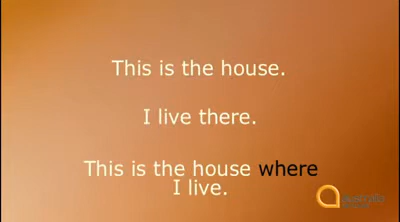 This is the house.
I live there.
This is the house where
I live.